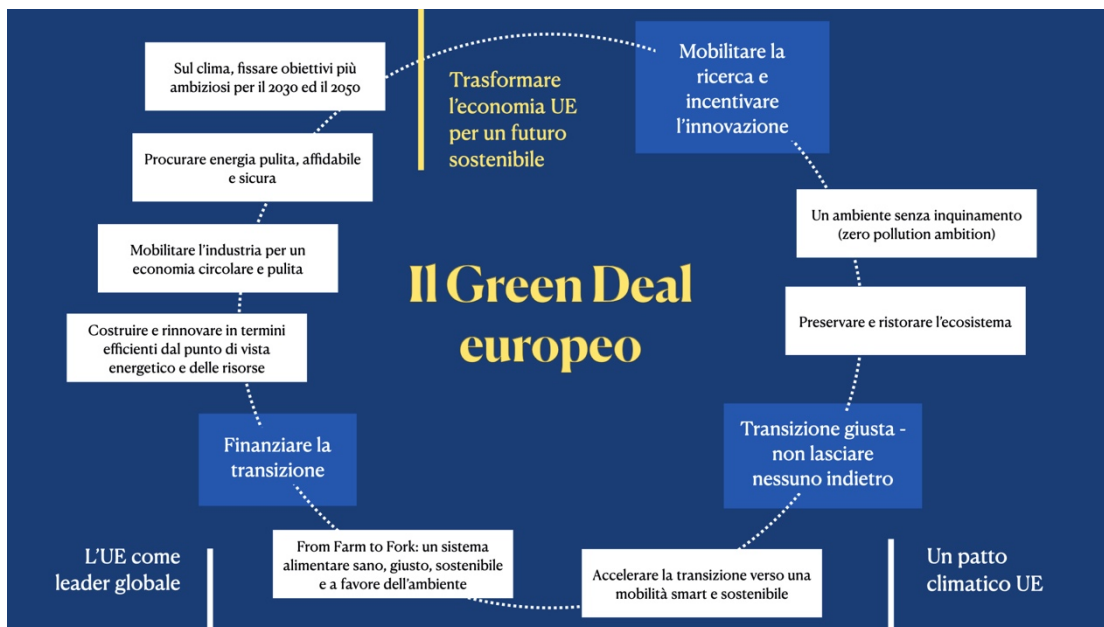 Sul clima, fissare obiettivi più
ambiziosi per il 2030 ed il 2050
Trasformare
l'economia UE
per un futuro
sostenibile
Mobilitare la
ricerca e
incentivare
l'innovazione
Procurare energia pulita, affidabile
e sicura
Un ambiente senza inquinamento
(zero pollution ambition)
Mobilitare l'industria per un
economia circolare e pulita
Il Green Deal
europeo
Preservare e ristorare l'ecosistema
Costruire e rinnovare in termini
efficienti dal punto di vista
energetico e delle risorse
Finanziare la
transizione
Transizione giusta -
non lasciare
nessuno indietro
From Farm to Fork: un sistema
alimentare sano, giusto, sostenibile
e a favore dell'ambiente
Accelerare la transizione verso una
mobilità smart e sostenibile
L'UE come
leader globale
Un patto
climatico UE